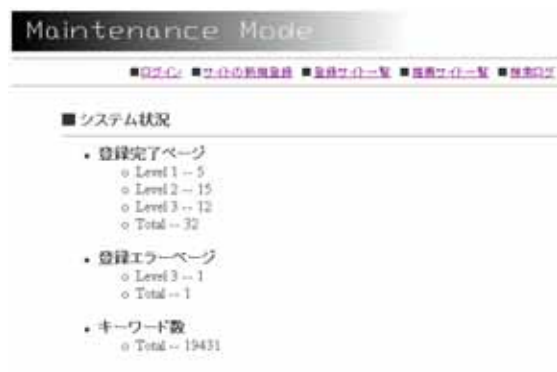 Maintenance Mode
■ログイン ■サイトの新規登録 ■登録サイト一覧 ■推薦サイト一覧 ■検索ログ
■ システム状況
• 登録完了ページ
o Level 1 -- 5
o Level 2 -- 15
o Level 3 -- 12
o Total -- 32
• 登録エラーページ
o Level 3 -- 1
o Total -- 1
• キーワード数
o Total -- 19431